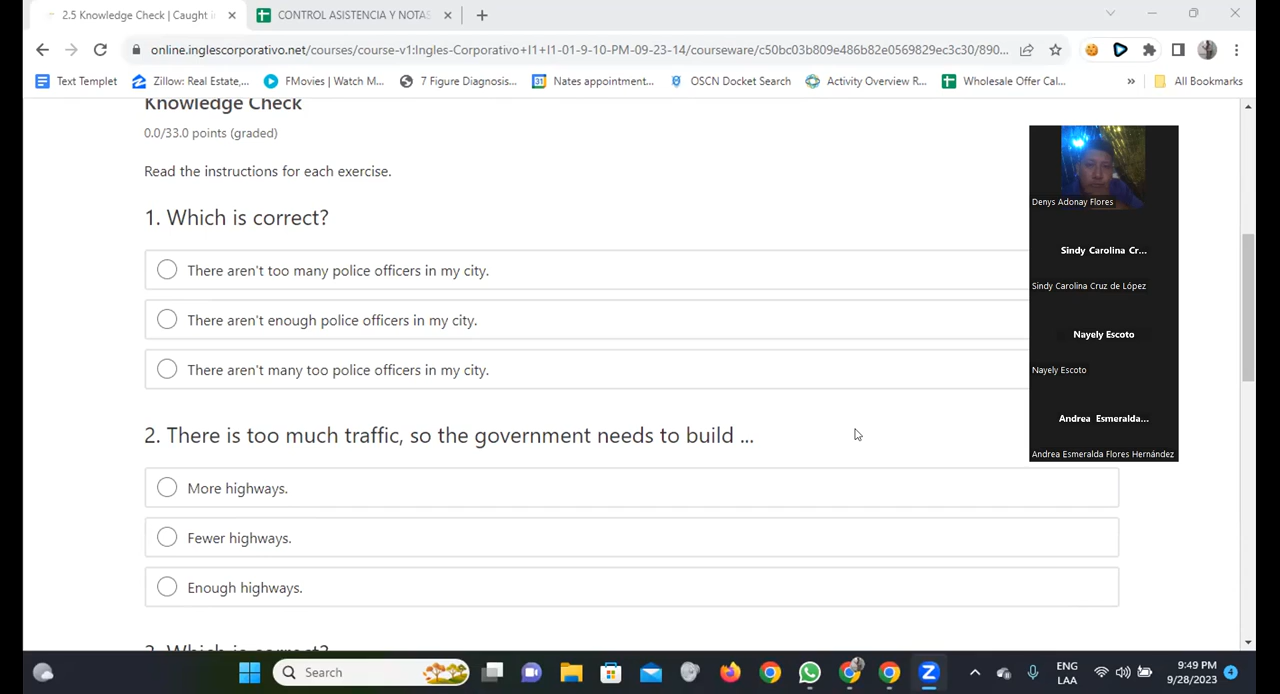 2.5 Knowledge Check | Caught i
CONTROL ASISTENCIA Y NOTAS
online.inglescorporativo.net/courses/course-v1:Ingles-Corporativo+I1+I1-01-9-10-PM-09-23-14/courseware/c50bc03b809e486b82e0569829ec3c30/890...
Text Templet
Zillow: Real Estate,...
FMovies | Watch M...
7 Figure Diagnosis...
Nates appointment...
OSCN Docket Search
Activity Overview R...
Wholesale Offer Cal...
»
All Bookmarks
Knowledge Check
0.0/33.0 points (graded)
Read the instructions for each exercise.
1. Which is correct?
There aren't too many police officers in my city.
There aren't enough police officers in my city.
There aren't many too police officers in my city.
2. There is too much traffic, so the government needs to build ...
More highways.
Fewer highways.
Enough highways.
3. Which is correct?
Denys Adonay Flores
Sindy Carolina Cr...
Sindy Carolina Cruz de López
Nayely Escoto
Nayely Escoto
Andrea Esmeralda...
Andrea Esmeralda Flores Hernández
Search
ENG
LAA
9:49 PM
9/28/2023
4